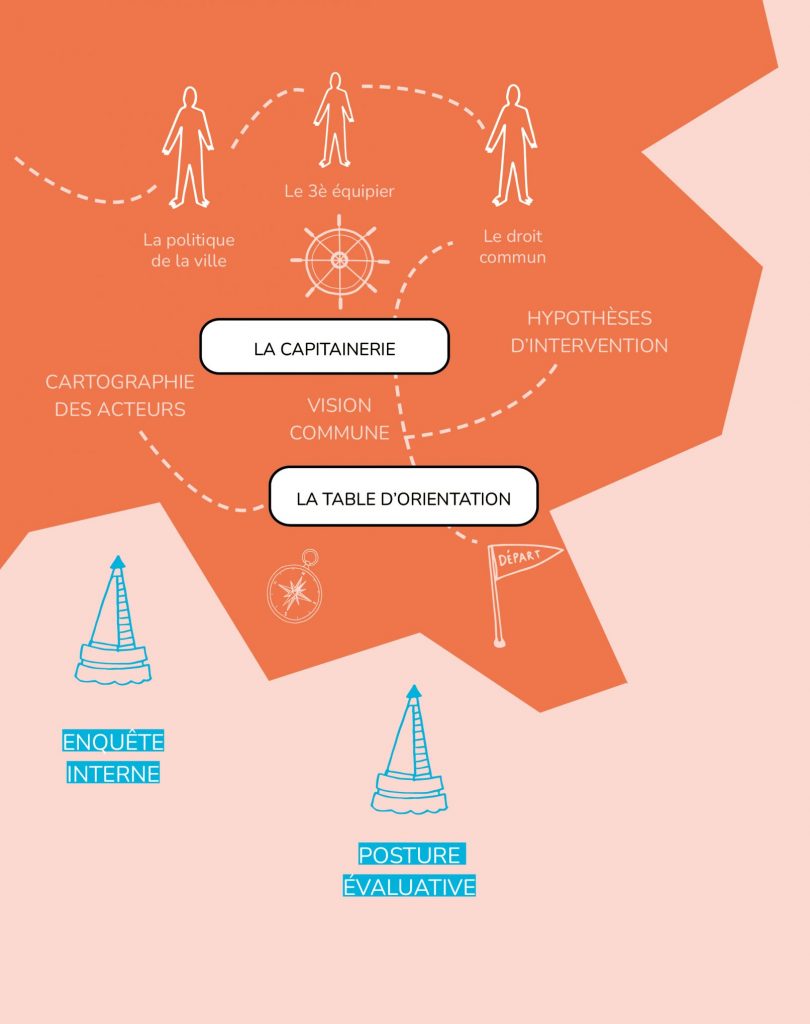 Le 3è équipier
La politique
de la ville
Le droit
commun
LA CAPITAINERIE
HYPOTHÈSES
D'INTERVENTION
CARTOGRAPHIE
DES ACTEURS
VISION
COMMUNE
LA TABLE D'ORIENTATION
DÉPART
ENQUÊTE
INTERNE
POSTURE
ÉVALUATIVE